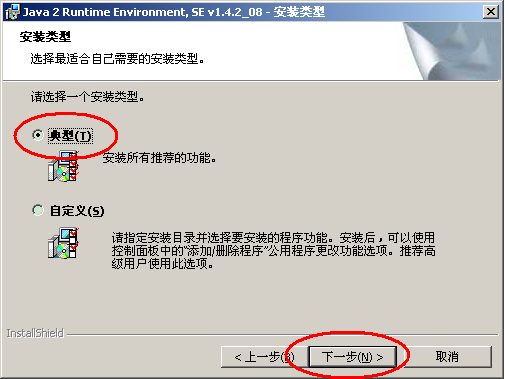 Java 2 Runtime Environment, SE v1.4.2_08 - 安装类型
安装类型
选择最适合自己需要的安装类型。
请选择一个安装类型。
典型(T)
安装所有推荐的功能。
自定义(S)
请指定安装目录并选择要安装的程序功能。安装后，可以使用
控制面板中的“添加/删除程序”公用程序更改功能选项。推荐高
级用户使用此选项。
InstallShield
< 上一步(B) 下一步(N) > 取消